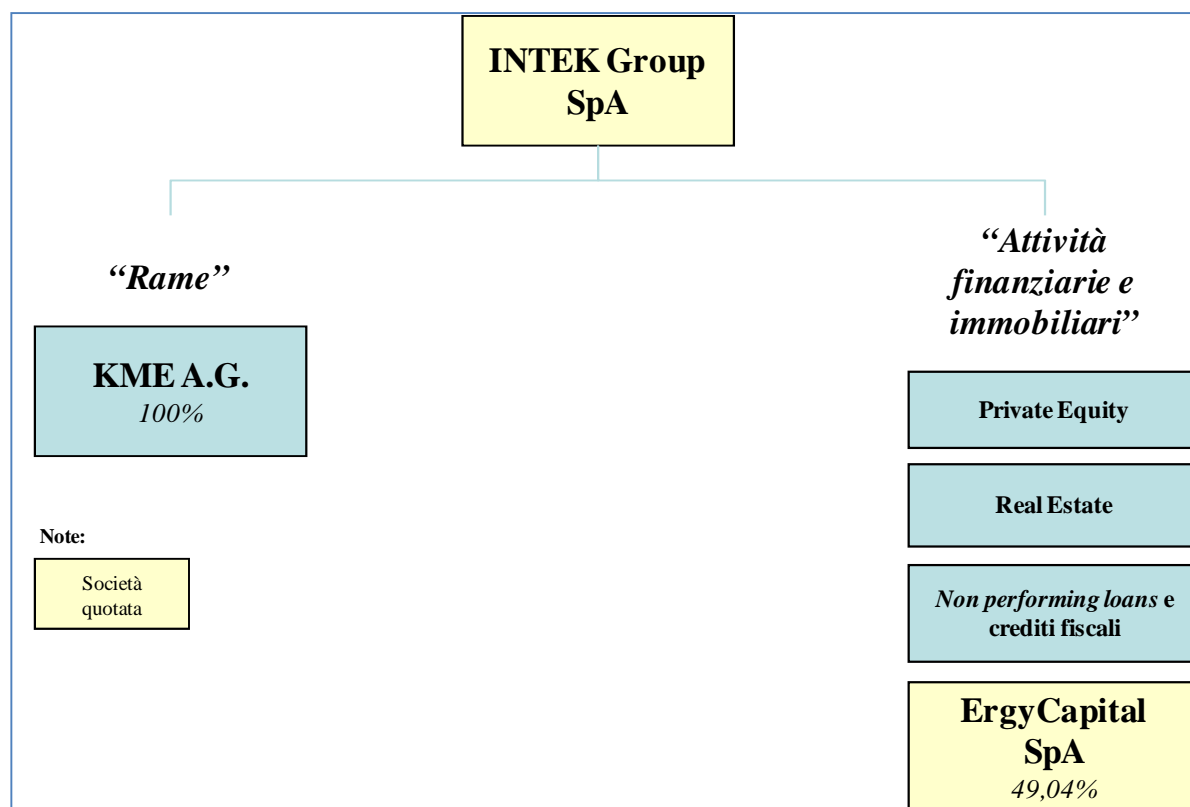 INTEK Group
SpA
“Rame”
KME A.G.
100%
Note:
Società
quotata
“Attività
finanziarie e
immobiliari”
Private Equity
Real Estate
Non performing loans e
crediti fiscali
ErgyCapital
SpA
49,04%